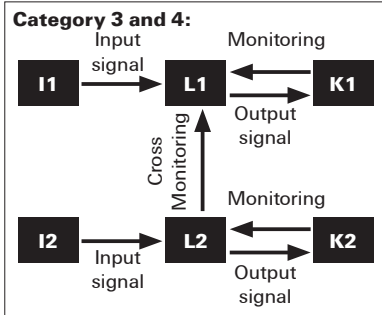 Category 3 and 4:
Input
signal
Monitoring
I1
L1
K1
Output
signal
Cross
Monitoring
Monitoring
I2
L2
K2
Input
signal
Output
signal